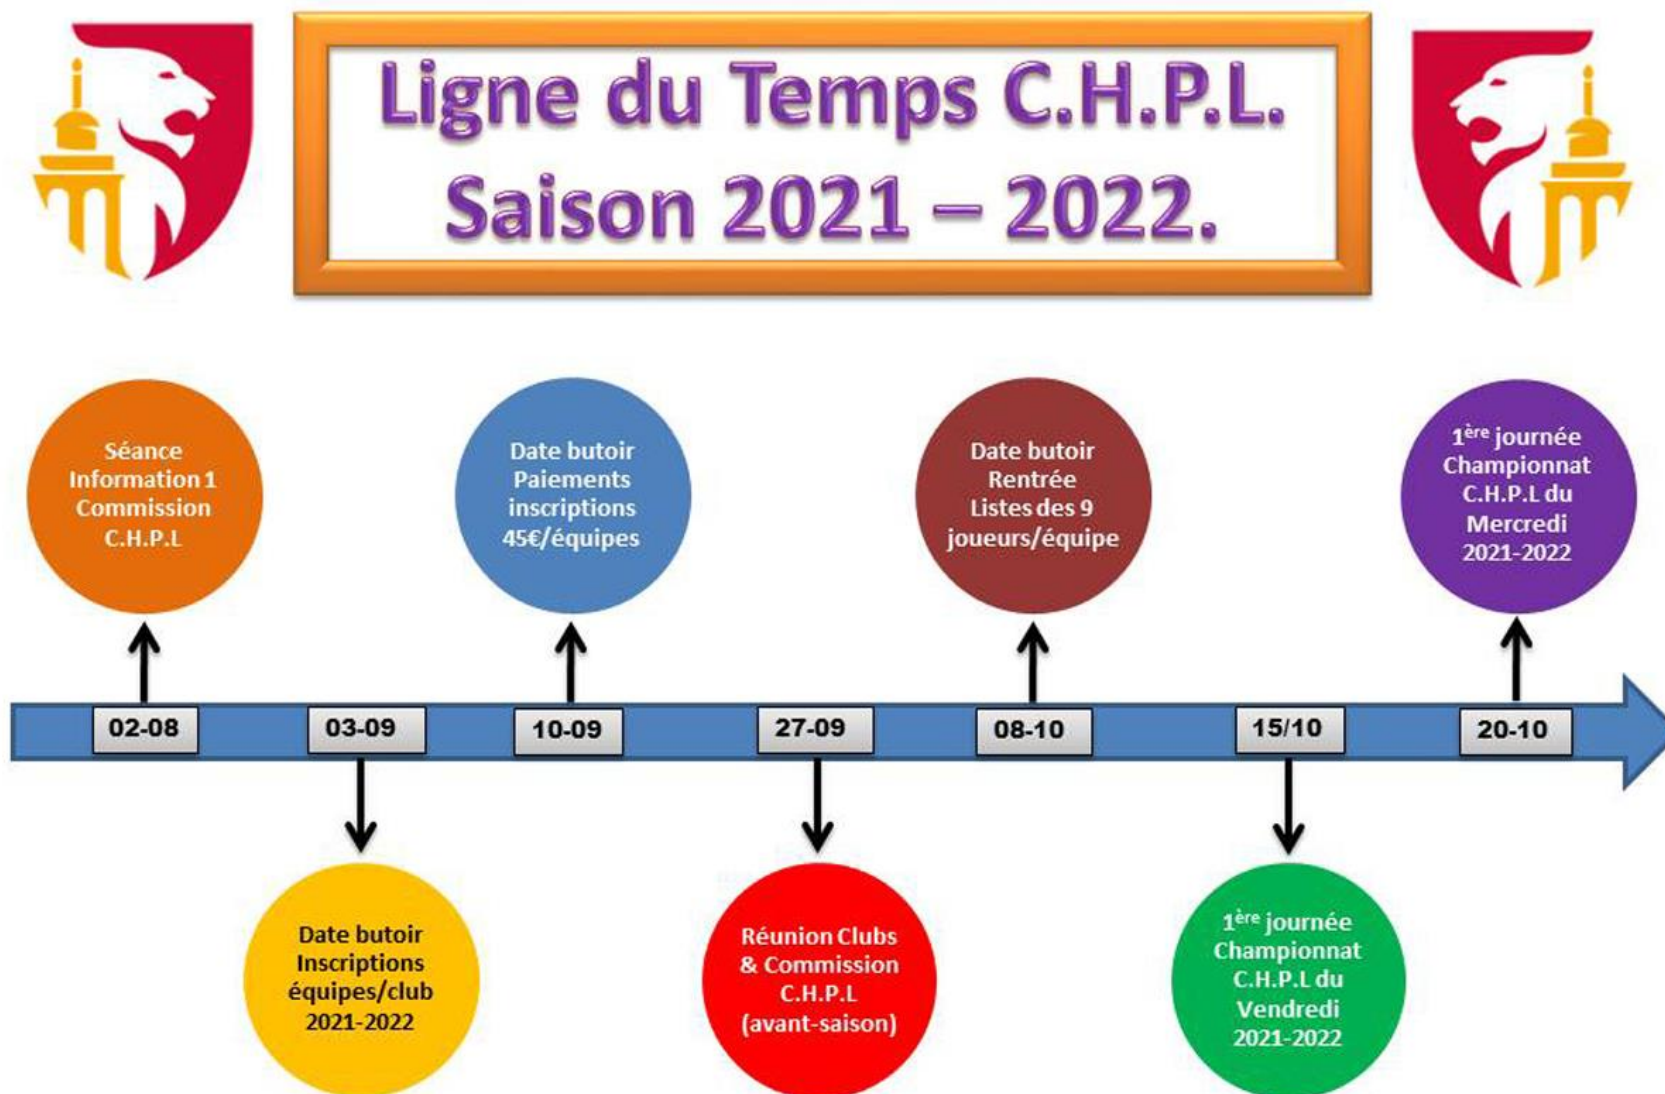 Ligne du Temps C.H.P.L.
Saison 2021 – 2022.
Séance
Information 1
Commission
C.H.P.L
Date butoir
Paiements
inscriptions
45€/équipes
Date butoir
Rentrée
Listes des 9
joueurs/équipe
1ère journée
Championnat
C.H.P.L du
Mercredi
2021-2022
02-08
03-09
10-09
27-09
08-10
15/10
20-10
Date butoir
Inscriptions
équipes/club
2021-2022
Réunion Clubs
& Commission
C.H.P.L
(avant-saison)
1ère journée
Championnat
C.H.P.L du
Vendredi
2021-2022